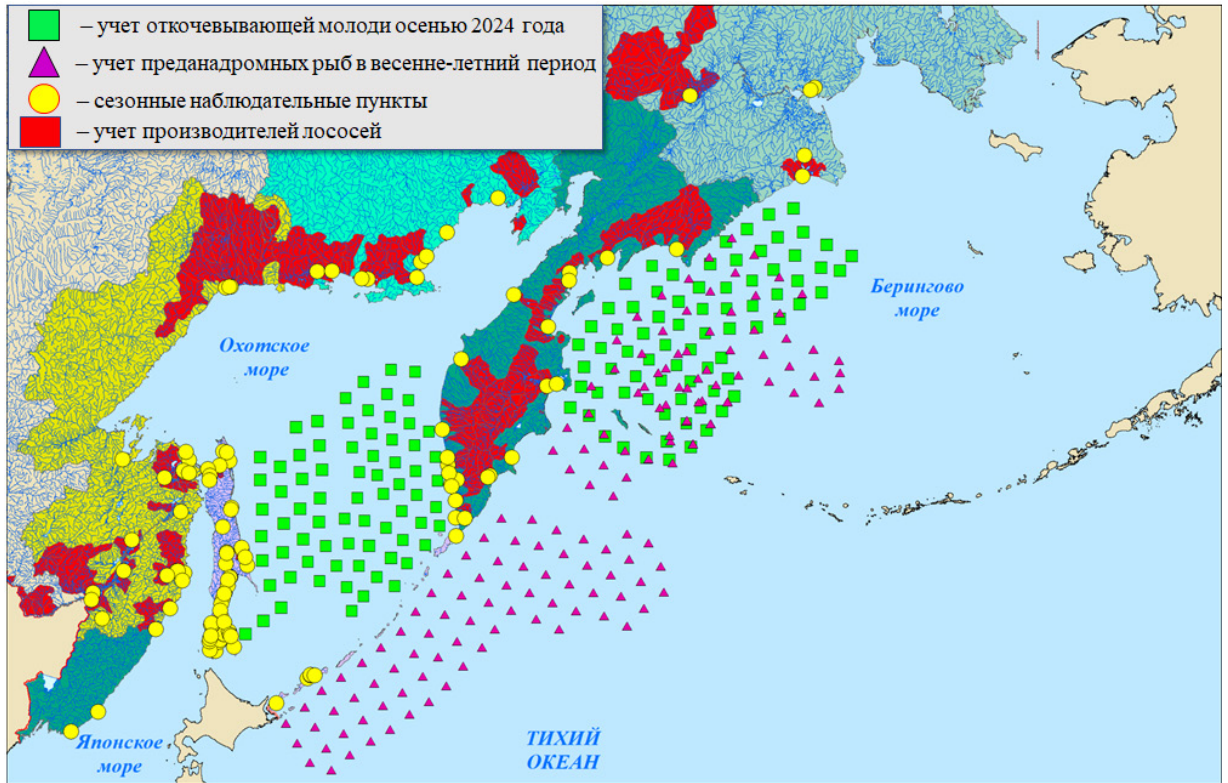 – учет откочевывающей молоди осенью 2024 года
– учет преданадромных рыб в весенне-летний период
– сезонные наблюдательные пункты
– учет производителей лососей
Берингово
море
Охотское
море
Японское
море
ТИХИЙ
ОКЕАН